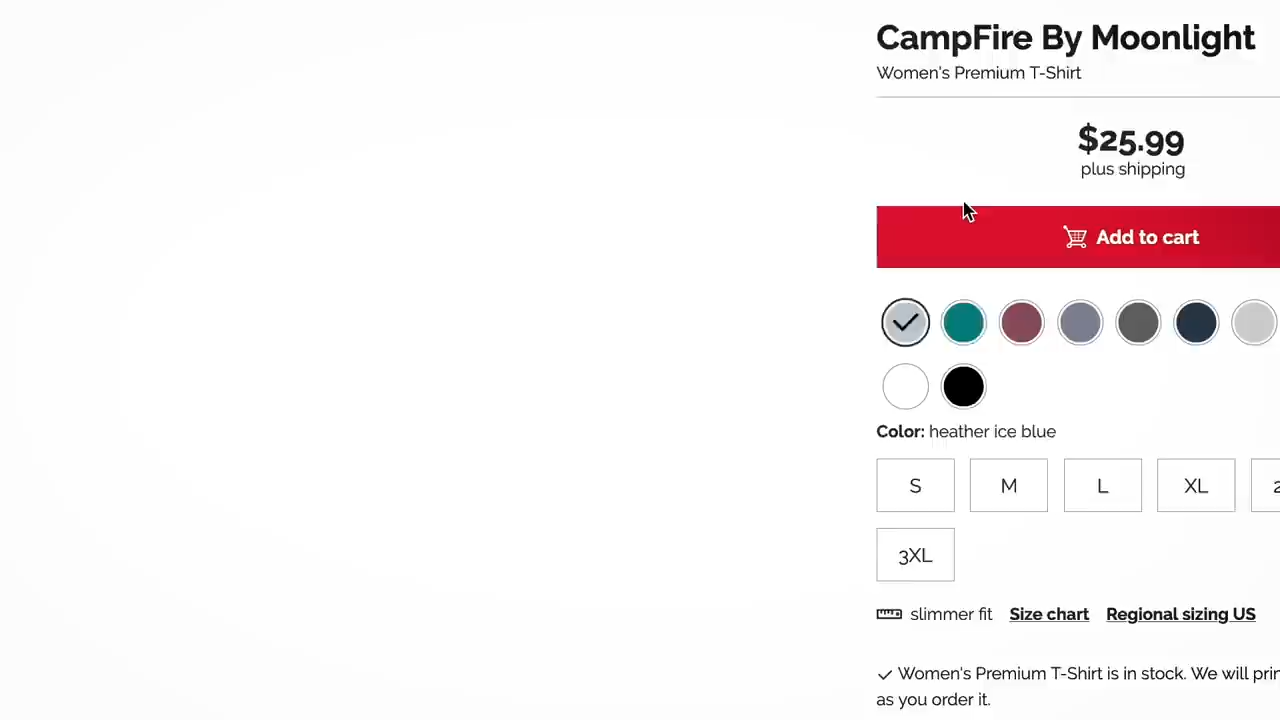 CampFire By Moonlight
Women's Premium T-Shirt
$25.99
plus shipping
Add to cart
Color: heather ice blue
S M L XL
3XL
slimmer fit Size chart Regional sizing US
Women's Premium T-Shirt is in stock. We will
as you order it.